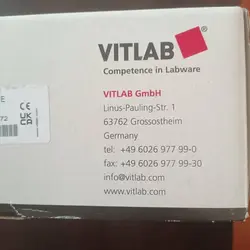 VITLAB®
Competence in Labware
VITLAB GmbH
Linus-Pauling-Str. 1
63762 Grossostheim
Germany
tel: +49 6026 977 99-0
fax: +49 6026 977 99-30
info@vitlab.com
www.vitlab.com
E
CE
UK
CA
72